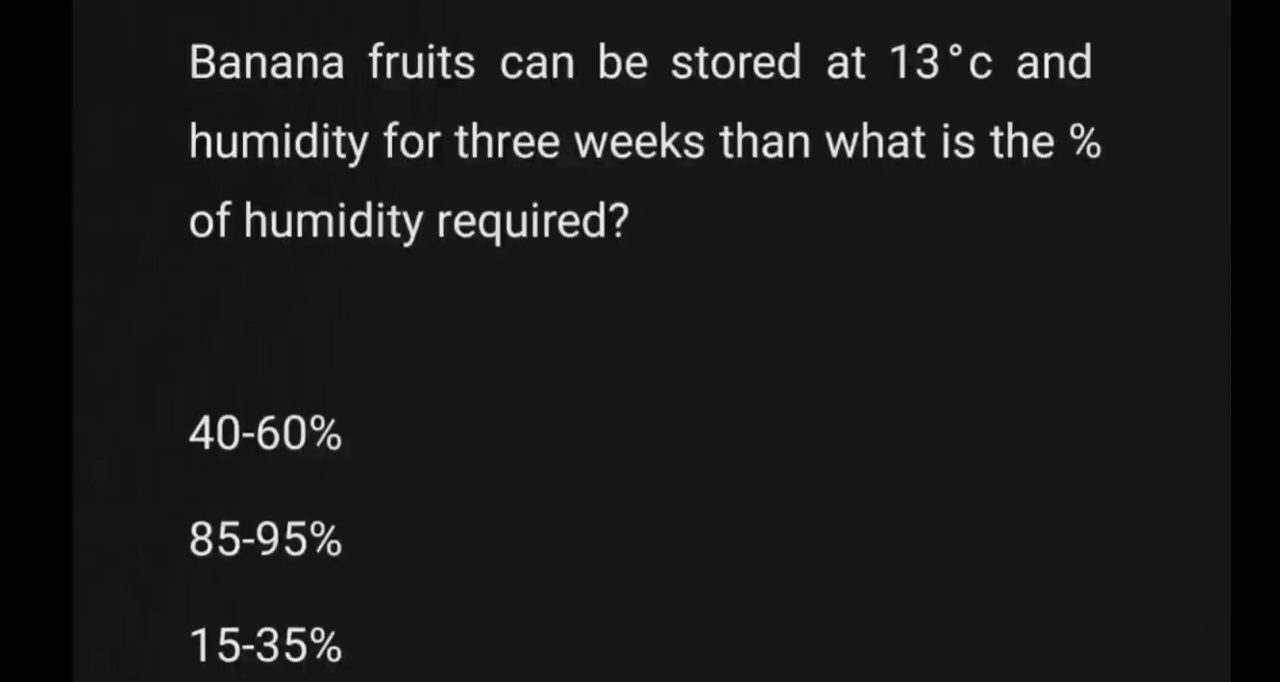 Banana fruits can be stored at 13°c and
humidity for three weeks than what is the %
of humidity required?
40-60%
85-95%
15-35%